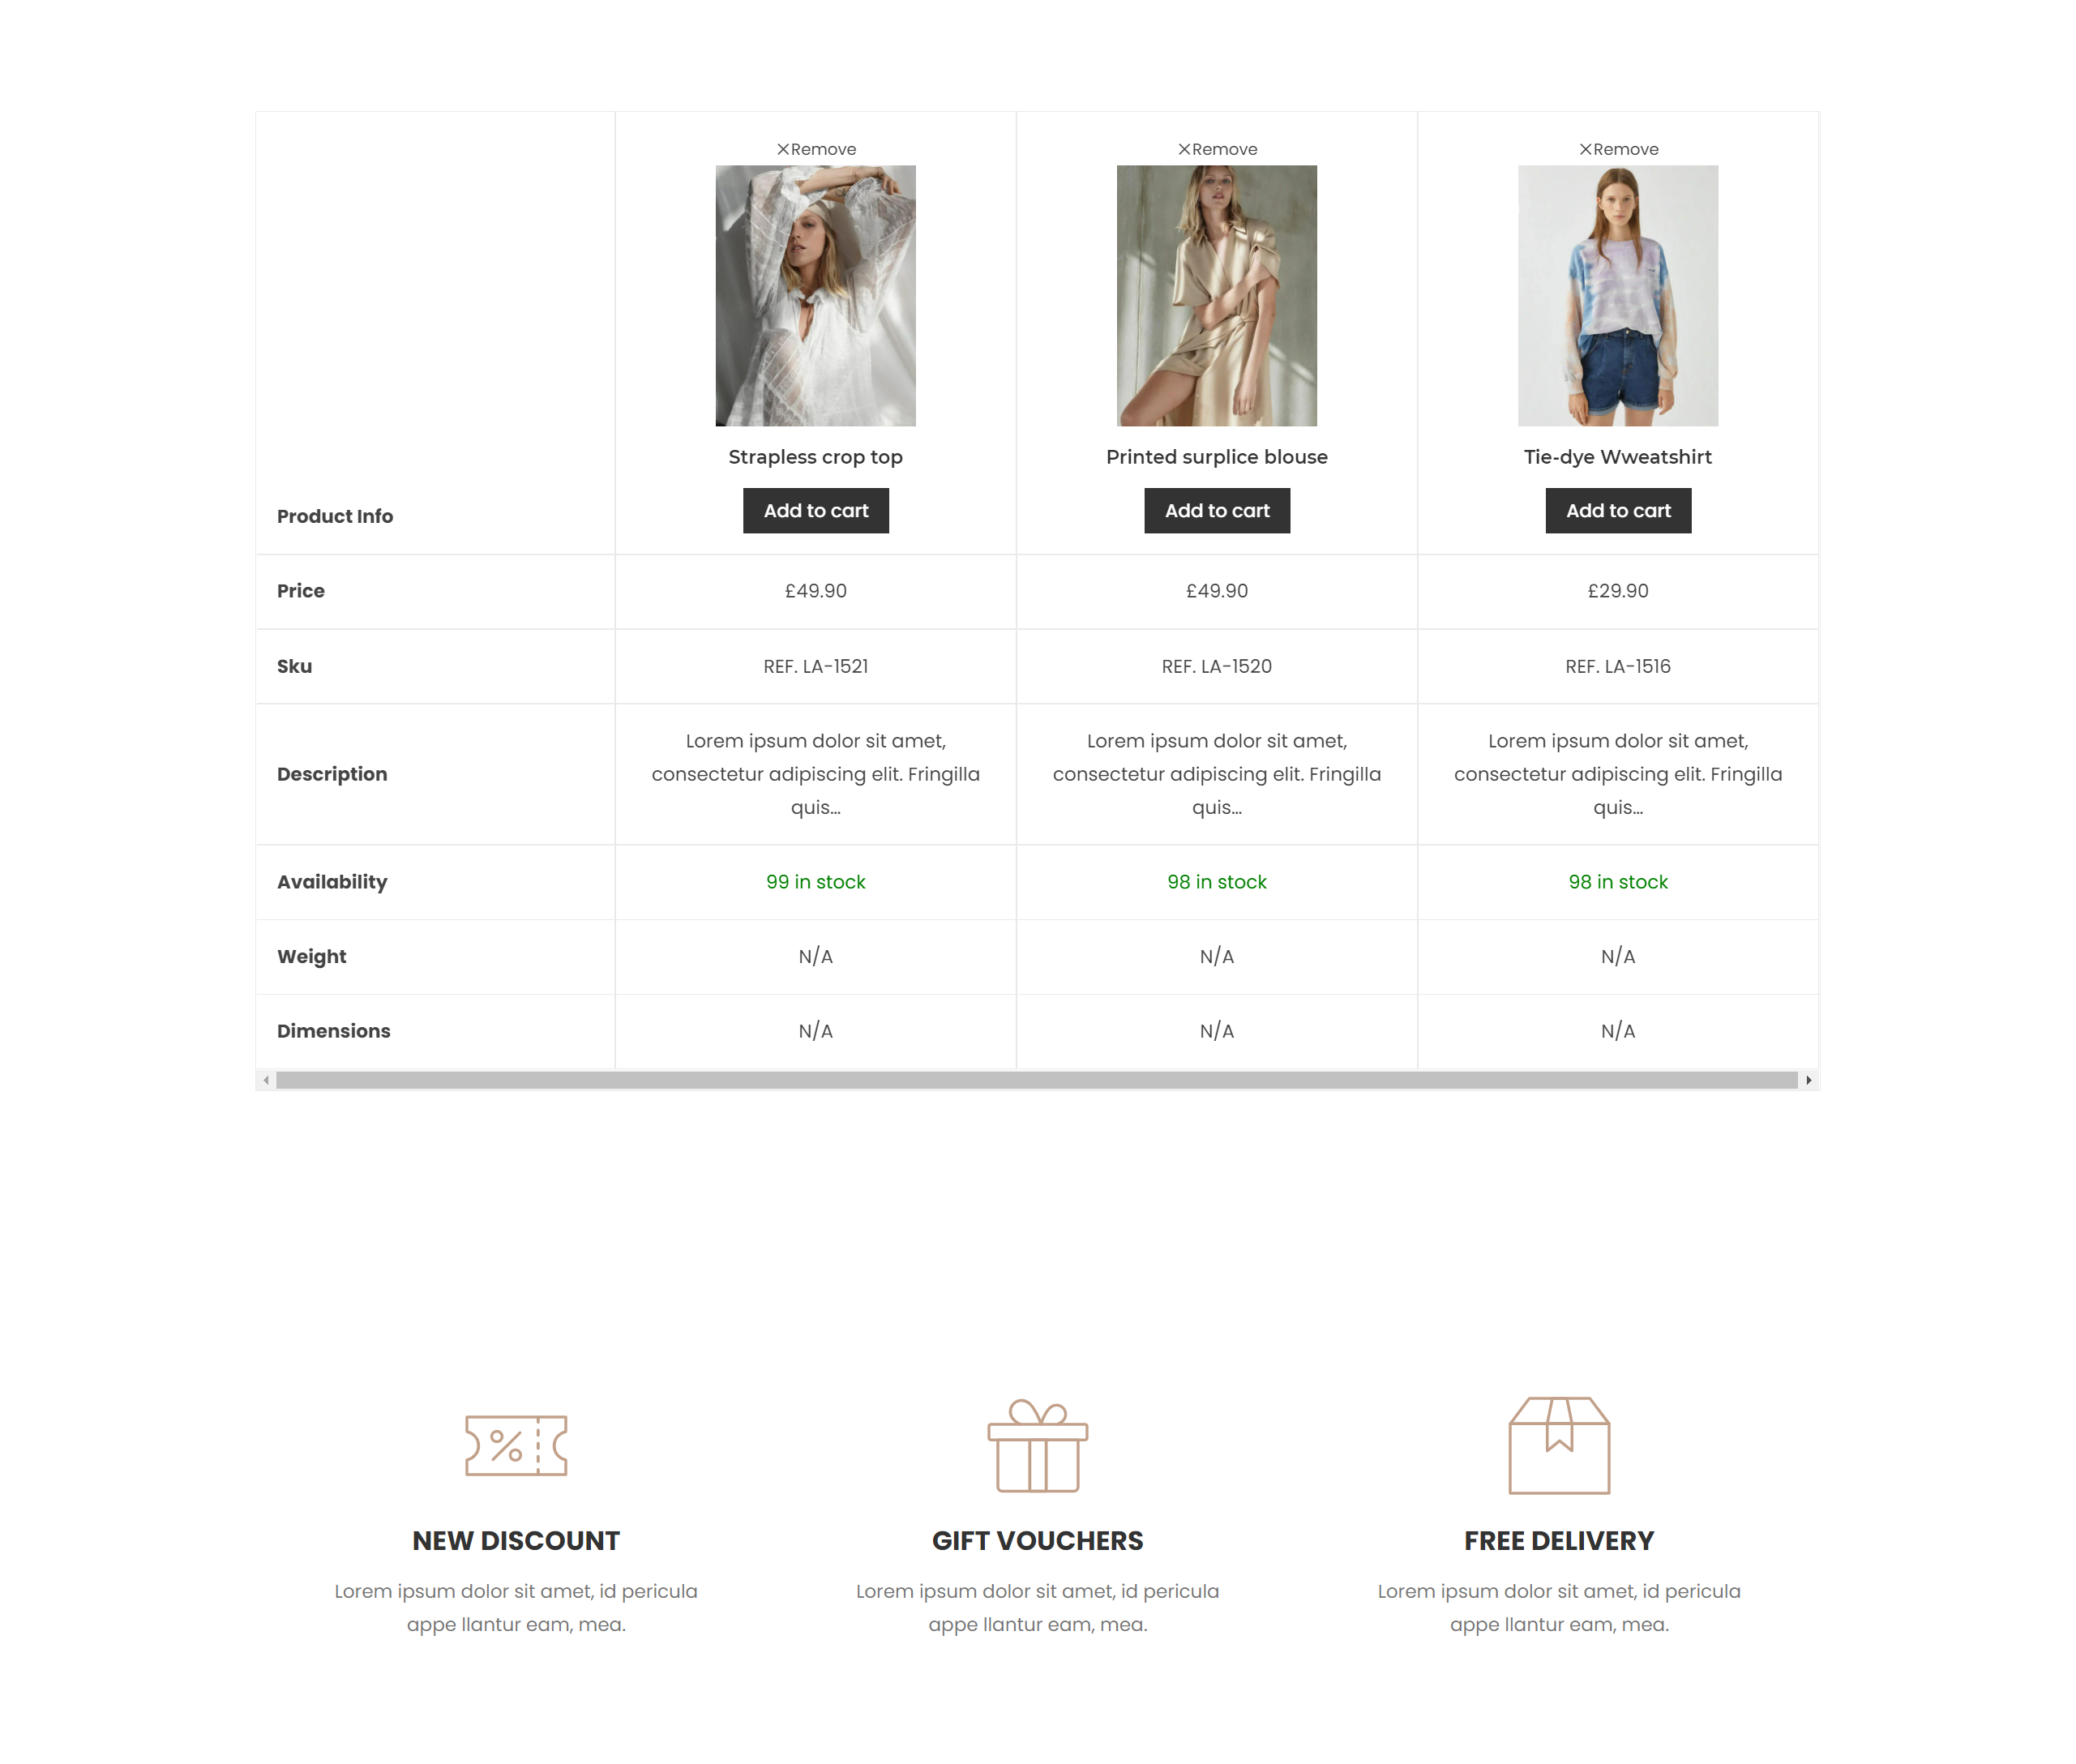 ×Remove ×Remove ×Remove
Strapless crop top Printed surplice blouse Tie-dye Wweatshirt
Product Info Add to cart Add to cart Add to cart
Price £49.90 £49.90 £29.90
Sku REF. LA-1521 REF. LA-1520 REF. LA-1516
Lorem ipsum dolor sit amet, Lorem ipsum dolor sit amet, Lorem ipsum dolor sit amet,
Description consectetur adipiscing elit. Fringilla consectetur adipiscing elit. Fringilla consectetur adipiscing elit. Fringilla
quis... quis... quis...
Availability 99 in stock 98 in stock 98 in stock
Weight N/A N/A N/A
Dimensions N/A N/A N/A
NEW DISCOUNT GIFT VOUCHERS FREE DELIVERY
Lorem ipsum dolor sit amet, id pericula Lorem ipsum dolor sit amet, id pericula Lorem ipsum dolor sit amet, id pericula
appe llantur eam, mea. appe llantur eam, mea. appe llantur eam, mea.